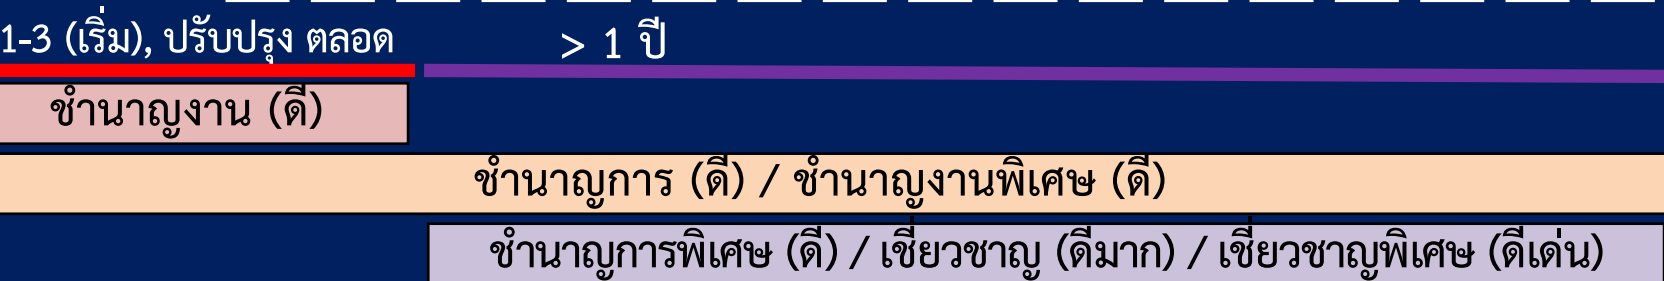 1-3 (เริ่ม), ปรับปรุง ตลอด > 1 ปี
ชำนาญงาน (ดี)
ชำนาญการ (ดี) / ชำนาญงานพิเศษ (ดี)
ชำนาญการพิเศษ (ดี) / เชี่ยวชาญ (ดีมาก) / เชี่ยวชาญพิเศษ (ดีเด่น)